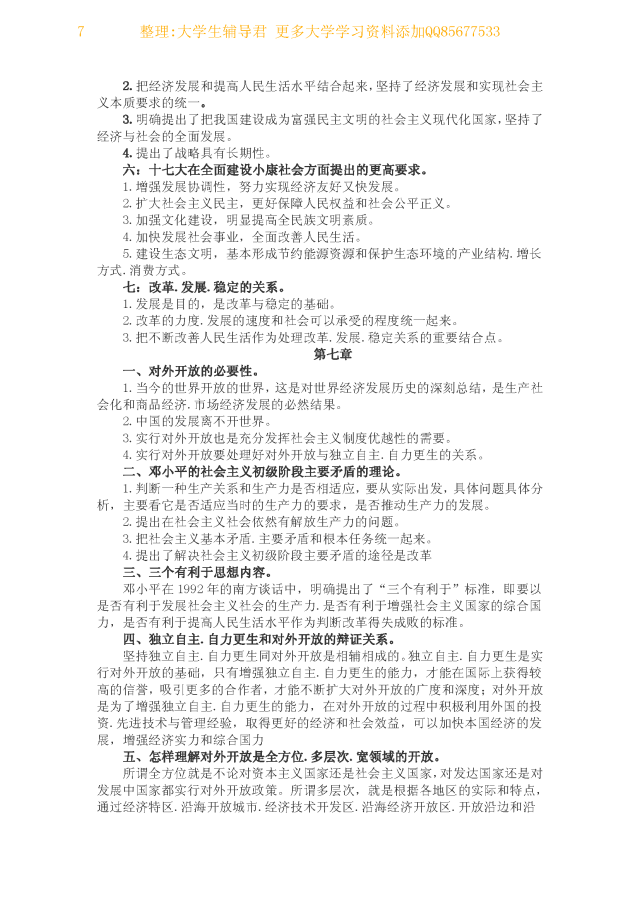 7 整理:大学生辅导君 更多大学学习资料添加QQ85677533
2.把经济发展和提高人民生活水平结合起来,坚持了经济发展和实现社会主
义本质要求的统一。
3.明确提出了把我国建设成为富强民主文明的社会主义现代化国家,坚持了
经济与社会的全面发展。
4.提出了战略具有长期性。
六：十七大在全面建设小康社会方面提出的更高要求。
1.增强发展协调性，努力实现经济友好又快发展。
2.扩大社会主义民主，更好保障人民权益和社会公平正义。
3.加强文化建设，明显提高全民族文明素质。
4.加快发展社会事业，全面改善人民生活。
5.建设生态文明，基本形成节约能源资源和保护生态环境的产业结构.增长
方式.消费方式。
七：改革.发展.稳定的关系。
1.发展是目的，是改革与稳定的基础。
2.改革的力度.发展的速度和社会可以承受的程度统一起来。
3.把不断改善人民生活作为处理改革.发展.稳定关系的重要结合点。
第七章
一、对外开放的必要性。
1.当今的世界开放的世界，这是对世界经济发展历史的深刻总结，是生产社
会化和商品经济.市场经济发展的必然结果。
2.中国的发展离不开世界。
3.实行对外开放也是充分发挥社会主义制度优越性的需要。
4.实行对外开放要处理好对外开放与独立自主.自力更生的关系。
二、邓小平的社会主义初级阶段主要矛盾的理论。
1.判断一种生产关系和生产力是否相适应，要从实际出发，具体问题具体分
析，主要看它是否适应当时的生产力的要求，是否推动生产力的发展。
2.提出在社会主义社会依然有解放生产力的问题。
3.把社会主义基本矛盾.主要矛盾和根本任务统一起来。
4.提出了解决社会主义初级阶段主要矛盾的途径是改革
三、三个有利于思想内容。
邓小平在1992年的南方谈话中，明确提出了“三个有利于”标准，即要以
是否有利于发展社会主义社会的生产力.是否有利于增强社会主义国家的综合国
力，是否有利于提高人民生活水平作为判断改革得失成败的标准。
四、独立自主.自力更生和对外开放的辩证关系。
坚持独立自主.自力更生同对外开放是相辅相成的。独立自主.自力更生是实
行对外开放的基础，只有增强独立自主.自力更生的能力，才能在国际上获得较
高的信誉，吸引更多的合作者，才能不断扩大对外开放的广度和深度；对外开放
是为了增强独立自主.自力更生的能力，在对外开放的过程中积极利用外国的投
资.先进技术与管理经验，取得更好的经济和社会效益，可以加快本国经济的发
展，增强经济实力和综合国力
五、怎样理解对外开放是全方位.多层次.宽领域的开放。
所谓全方位就是不论对资本主义国家还是社会主义国家,对发达国家还是对
发展中国家都实行对外开放政策。所谓多层次，就是根据各地区的实际和特点，
通过经济特区.沿海开放城市.经济技术开发区.沿海经济开放区.开放沿边和沿